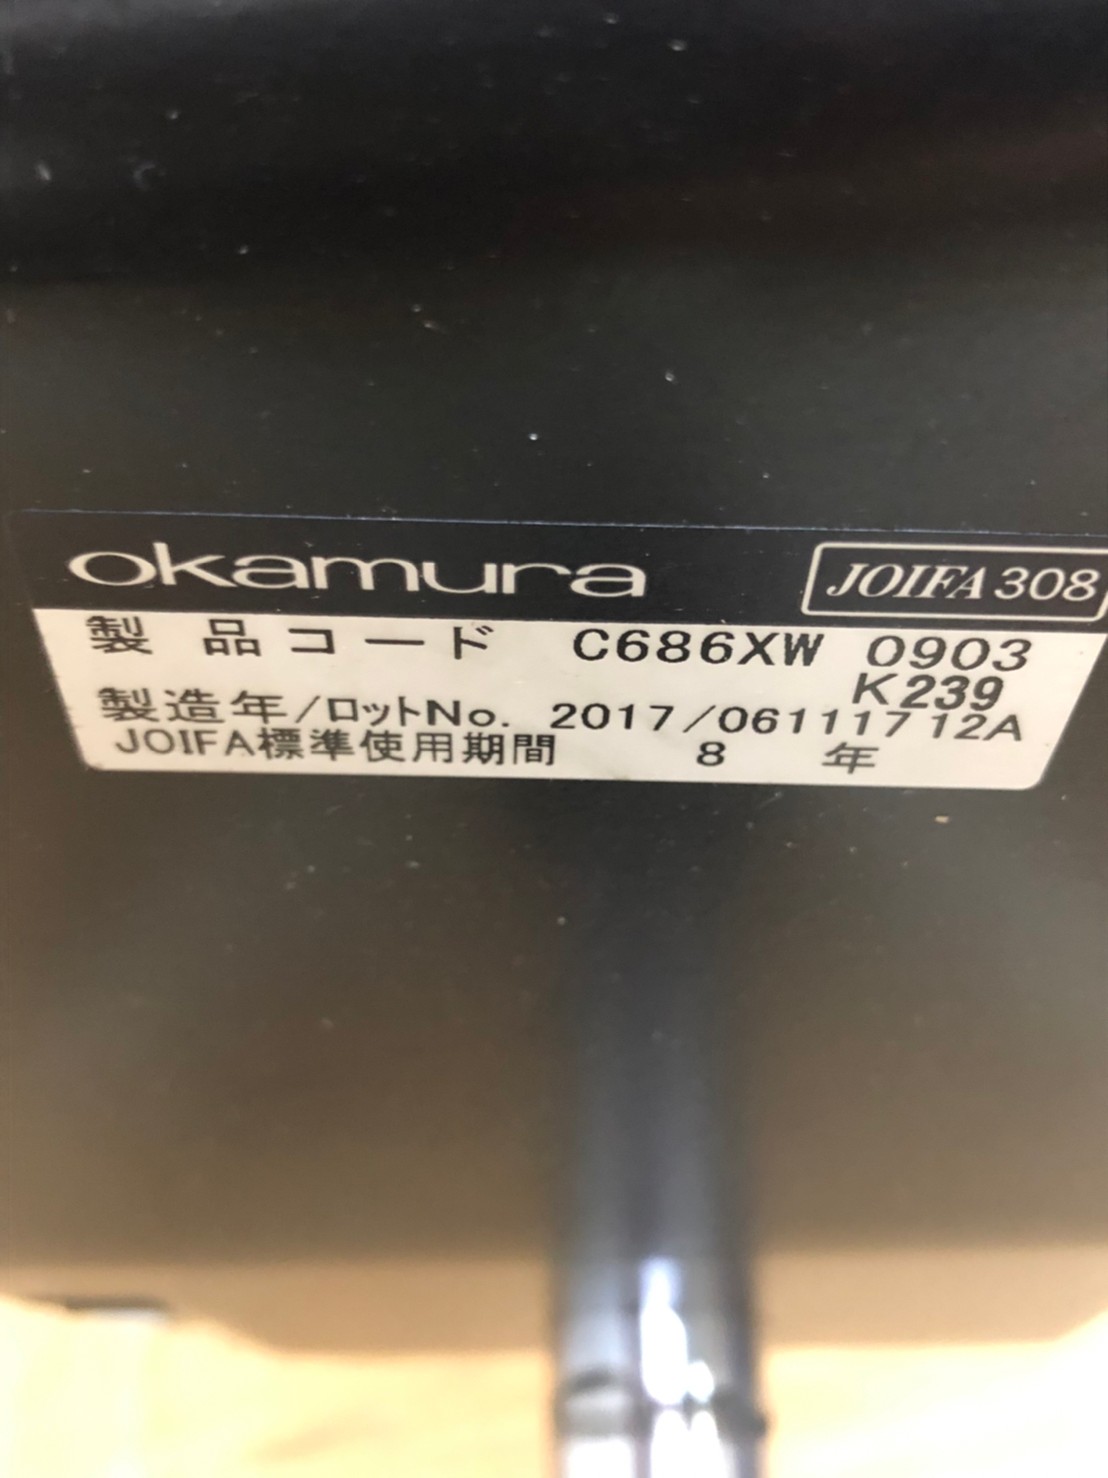 okamura JOIFA 308
製品コード C686XW 0903
K239
製造年/ロットNo. 2017/06111712A
JOIFA標準使用期間 8 年